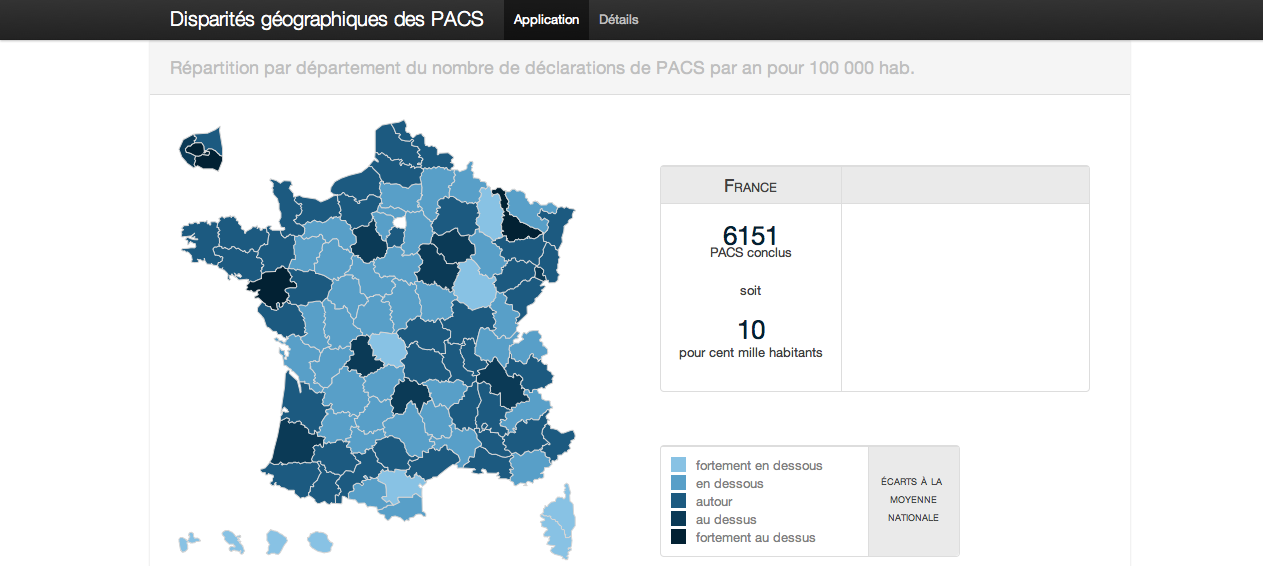 Disparités géographiques des PACS Application Détails
Répartition par département du nombre de déclarations de PACS par an pour 100 000 hab.
France
6151
PACS conclus
soit
10
pour cent mille habitants
fortement en dessous
en dessous
autour
au dessus
fortement au dessus
écarts à la
moyenne
nationale